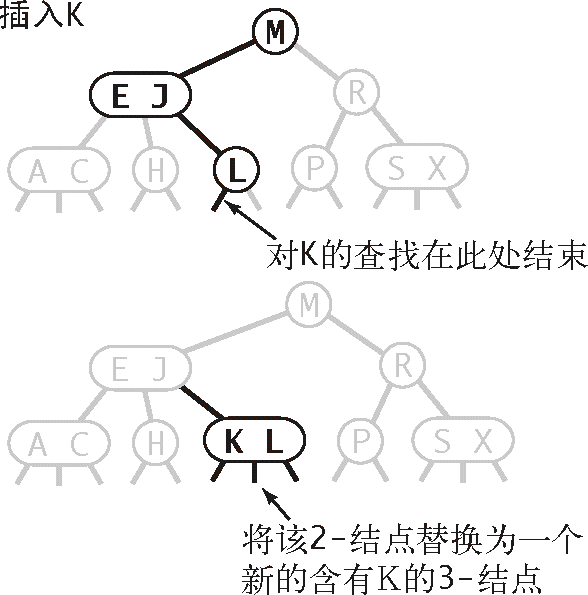 插入K
M
E J R
A C H L P S X
对K的查找在此处结束
M
E J R
A C H K L P S X
将该2-结点替换为一个
新的含有K的3-结点